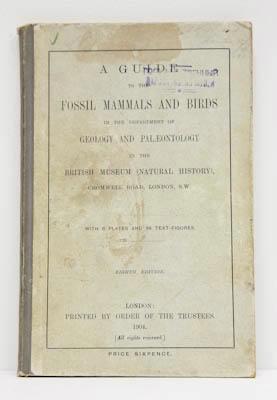 A GUIDE
TO THE
FOSSIL MAMMALS AND BIRDS
IN THE DEPARTMENT OF
GEOLOGY AND PALÆONTOLOGY
IN THE
BRITISH MUSEUM (NATURAL HISTORY),
CROMWELL ROAD, LONDON, S.W
WITH 6 PLATES AND TEXT-FIGURES.
EIGHTH EDITION.
LONDON:
PRINTED BY ORDER OF THE TRUSTEES.
1904.
[All rights reserved.]
PRICE SIXPENCE.